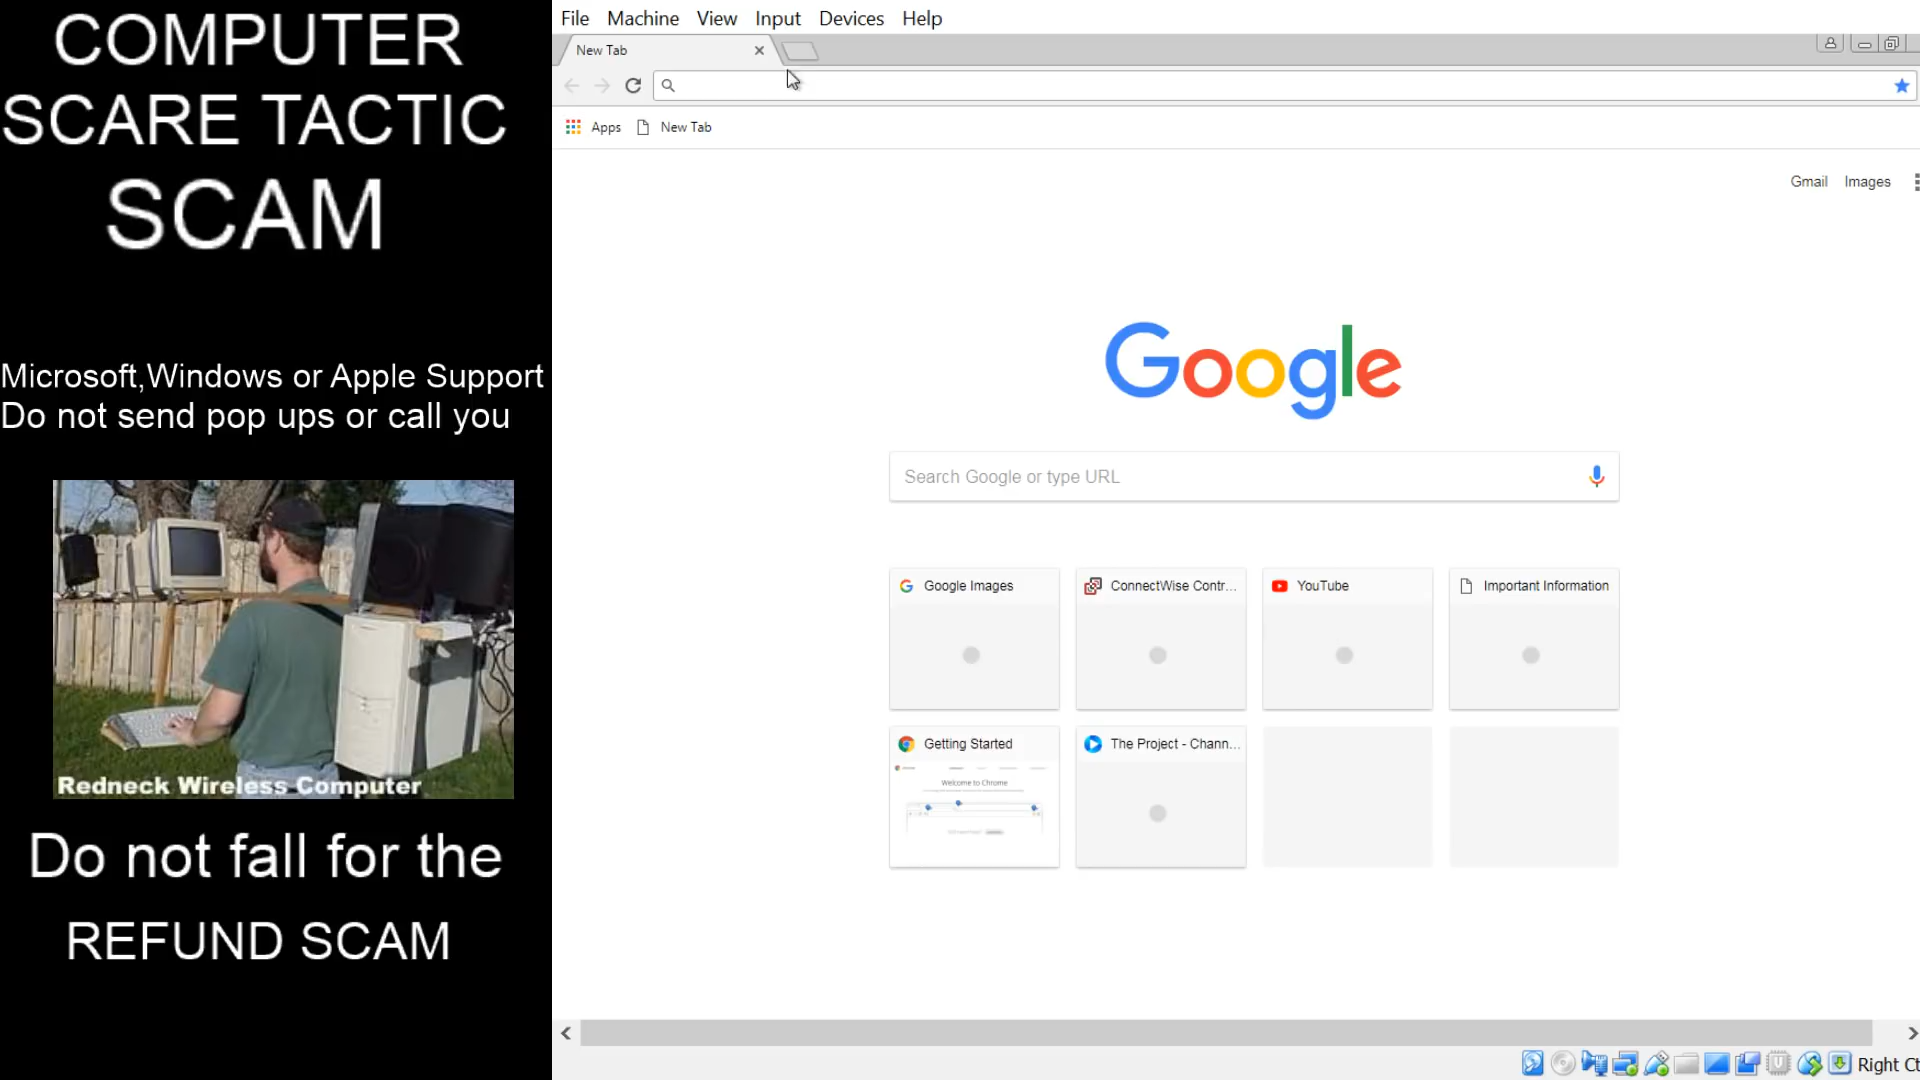 COMPUTER
SCARE TACTIC
SCAM
Microsoft,Windows or Apple Support
Do not send pop ups or call you
Redneck Wireless Computer
Do not fall for the
REFUND SCAM
File Machine View Input Devices Help
New Tab
Apps New Tab
Gmail Images
Google
Search Google or type URL
Google Images ConnectWise Contr... YouTube Important Information
Getting Started The Project - Chann...
Welcome to Chrome
Right Ct